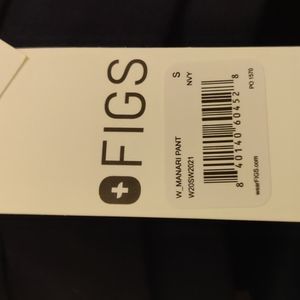 FIGS
W_MANARI PANT S
W20SW2021 NVY
8 40140 60452 8
wearFIGS.com PO 1570